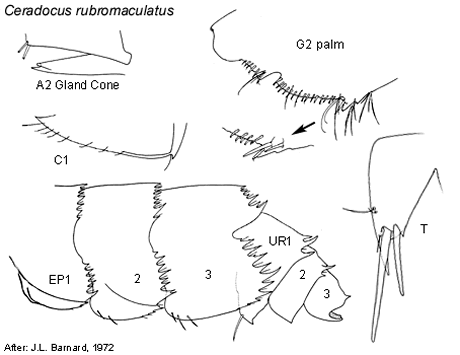 Ceradocus rubromaculatus
G2 palm
A2 Gland Cone
C1
T
UR1
EP1
2
3
2
3
After: J.L. Barnard, 1972